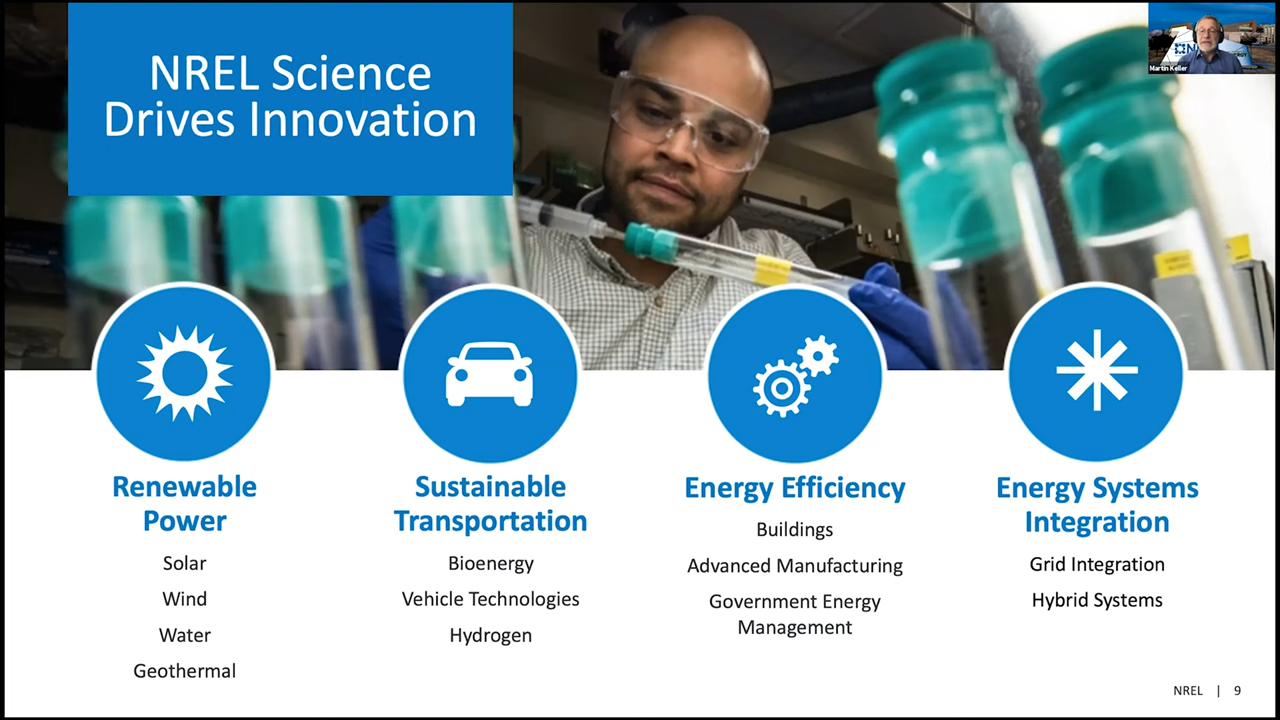 NREL Science
Drives Innovation
Martin Keller
Renewable
Power
Solar
Wind
Water
Geothermal
Sustainable
Transportation
Bioenergy
Vehicle Technologies
Hydrogen
Energy Efficiency
Buildings
Advanced Manufacturing
Government Energy
Management
Energy Systems
Integration
Grid Integration
Hybrid Systems
NREL | 9